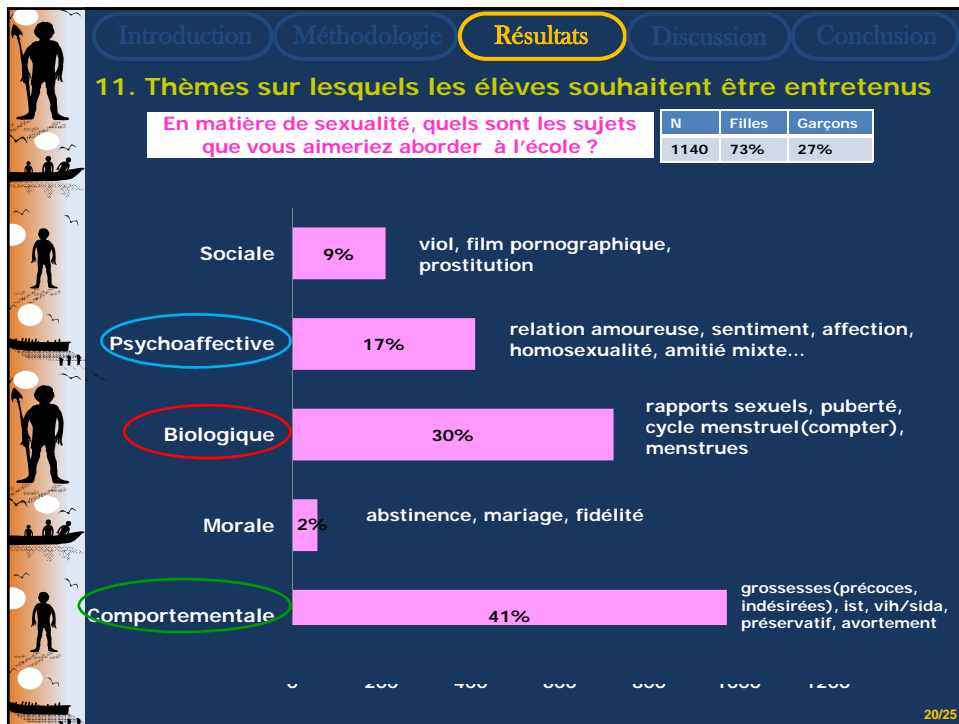 Introduction Méthodologie Résultats Discussion Conclusion
11. Thèmes sur lesquels les élèves souhaitent être entretenus
En matière de sexualité, quels sont les sujets
que vous aimeriez aborder à l'école ?
N Filles Garçons
1140 73% 27%
Sociale 9% viol, film pornographique,
prostitution
Psychoaffective 17% relation amoureuse, sentiment, affection,
homosexualité, amitié mixte...
Biologique 30% rapports sexuels, puberté,
cycle menstruel(compter),
menstrues
Morale 2% abstinence, mariage, fidélité
Comportementale 41% grossesses(précoces,
indésirées), ist, vih/sida,
préservatif, avortement
20/25